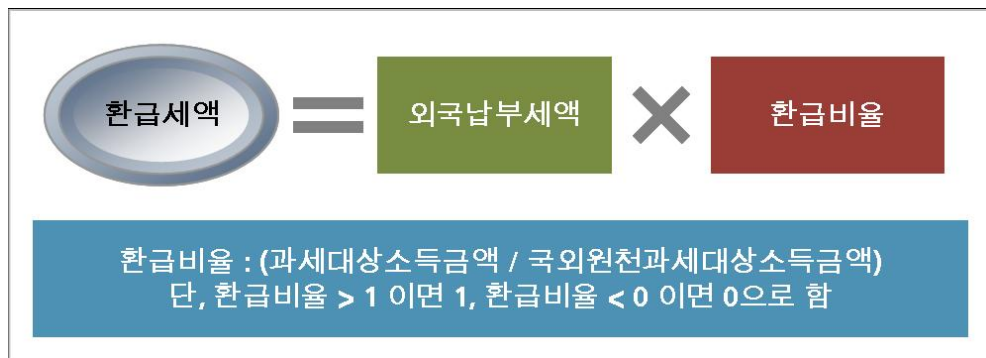 환급세액 = 외국납부세액 × 환급비율
환급비율 : (과세대상소득금액 / 국외원천과세대상소득금액)
단, 환급비율 > 1 이면 1, 환급비율 < 0 이면 0으로 함